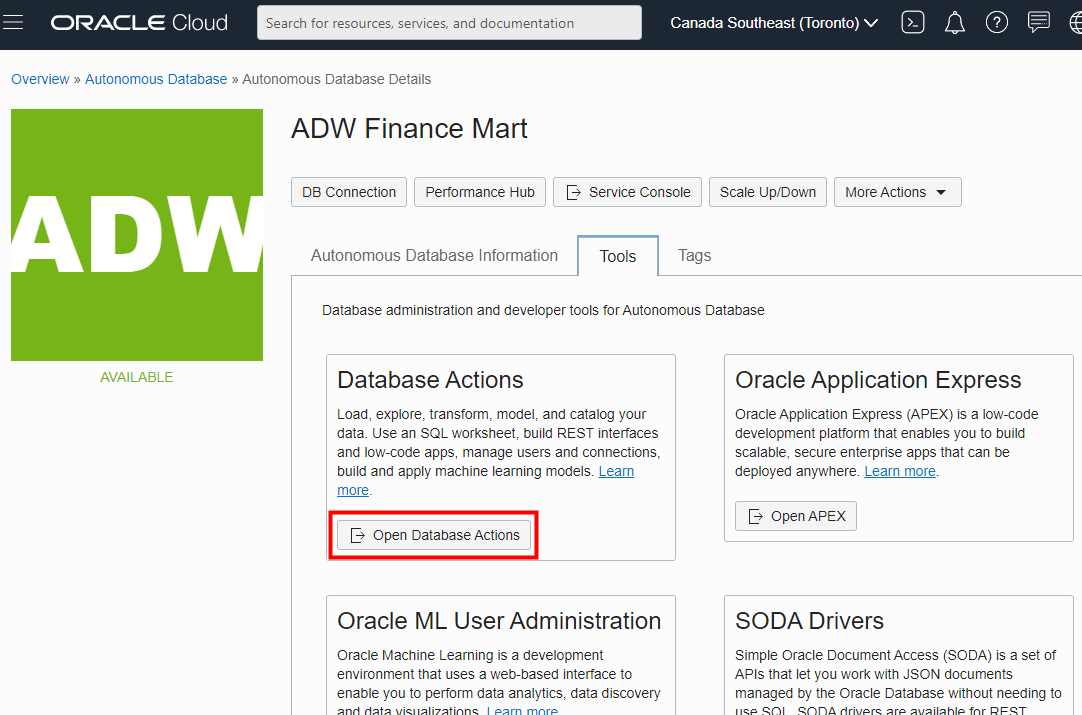 ORACLE Cloud
Search for resources, services, and documentation
Canada Southeast (Toronto)
Overview » Autonomous Database » Autonomous Database Details
ADW
AVAILABLE
ADW Finance Mart
DB Connection
Performance Hub
Service Console
Scale Up/Down
More Actions
Autonomous Database Information
Tools
Tags
Database administration and developer tools for Autonomous Database
Database Actions
Load, explore, transform, model, and catalog your
data. Use an SQL worksheet, build REST interfaces
and low-code apps, manage users and connections,
build and apply machine learning models. Learn
more.
Open Database Actions
Oracle Application Express
Oracle Application Express (APEX) is a low-code
development platform that enables you to build
scalable, secure enterprise apps that can be
deployed anywhere. Learn more.
Open APEX
Oracle ML User Administration
Oracle Machine Learning is a development
environment that uses a web-based interface to
enable you to perform data analytics, data discovery
and data visualizations. Learn more
SODA Drivers
Simple Oracle Document Access (SODA) is a set of
APIs that let you work with JSON documents
managed by the Oracle Database without needing to
use SQL. SODA drivers are available for REST,